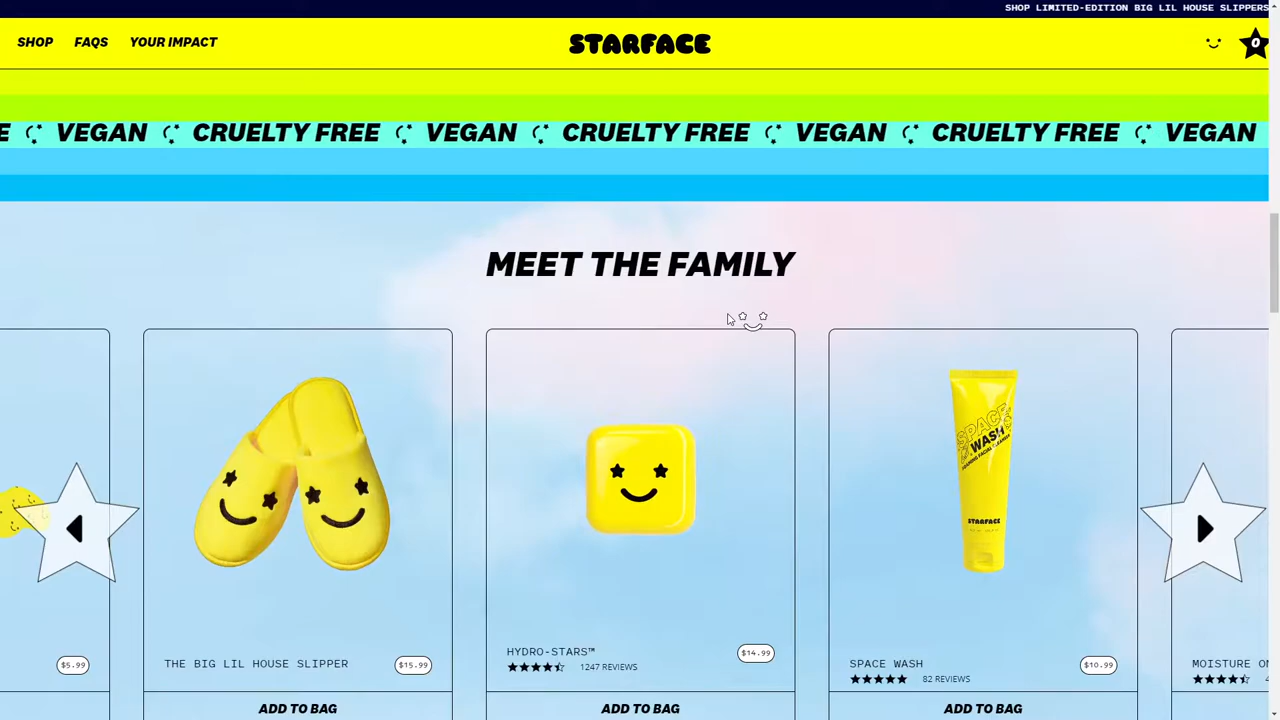 SHOP LIMITED-EDITION BIG LIL HOUSE SLIPPERS
SHOP FAQS YOUR IMPACT STARFACE 0
E VEGAN CRUELTY FREE VEGAN CRUELTY FREE VEGAN CRUELTY FREE VEGAN
MEET THE FAMILY
SPACE
WASH
STARFACE
$5.99
THE BIG LIL HOUSE SLIPPER $15.99
HYDRO-STARS™ $14.99
1247 REVIEWS
SPACE WASH $10.99
82 REVIEWS
MOISTURE ON
4
ADD TO BAG ADD TO BAG ADD TO BAG